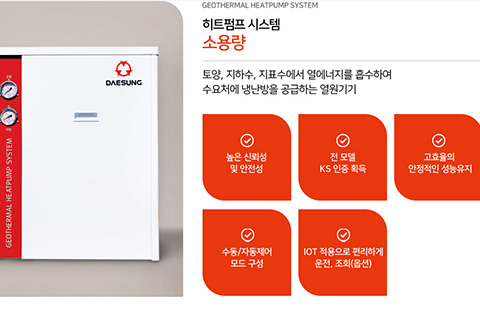 GEOTHERMAL HEATPUMP SYSTEM
히트펌프 시스템
소용량
토양, 지하수, 지표수에서 열에너지를 흡수하여
수요처에 냉난방을 공급하는 열원기기
DAESUNG
GEOTHERMAL HEATPUMP SYSTEM
높은 신뢰성
및 안전성
전 모델
KS 인증 획득
고효율의
안정적인 성능유지
수동/자동제어
모드 구성
IOT 적용으로 편리하게
운전, 조회(옵션)